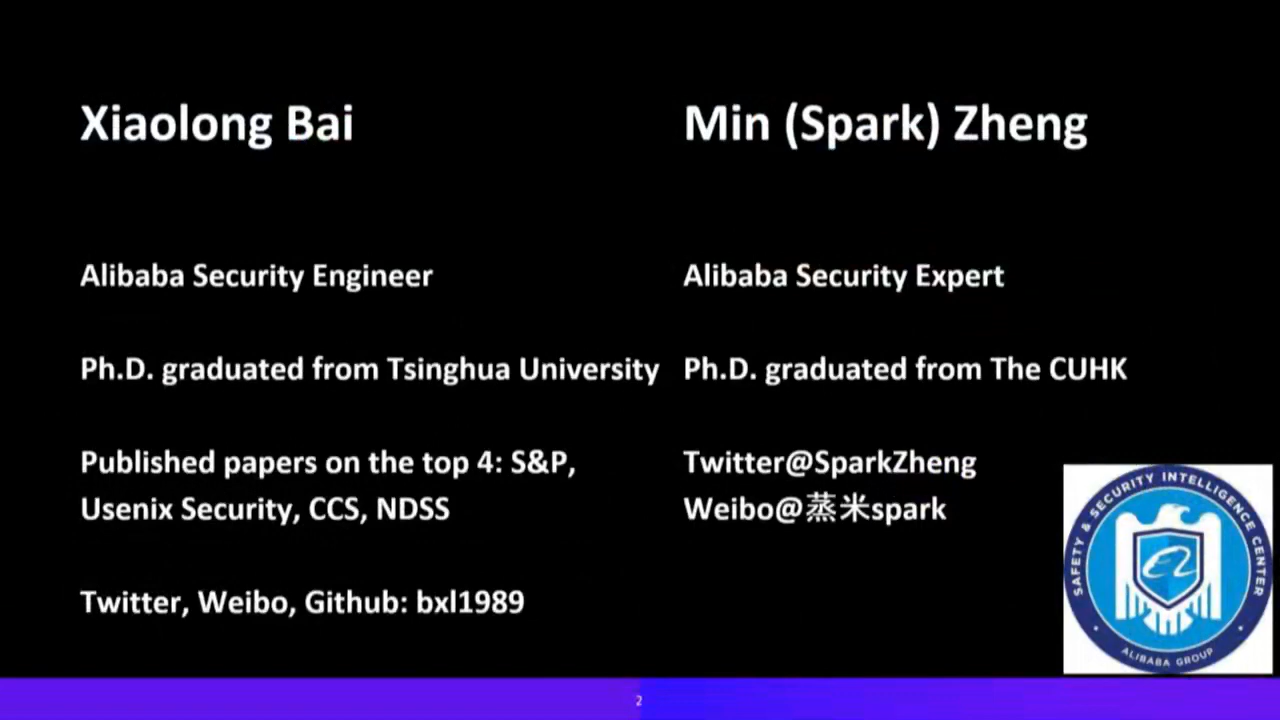 Xiaolong Bai
Alibaba Security Engineer
Ph.D. graduated from Tsinghua University
Published papers on the top 4: S&P,
Usenix Security, CCS, NDSS
Twitter, Weibo, Github: bxl1989
Min (Spark) Zheng
Alibaba Security Expert
Ph.D. graduated from The CUHK
Twitter@SparkZheng
Weibo@蒸米spark
SAFETY & SECURITY INTELLIGENCE CENTER
ALIBABA GROUP
2